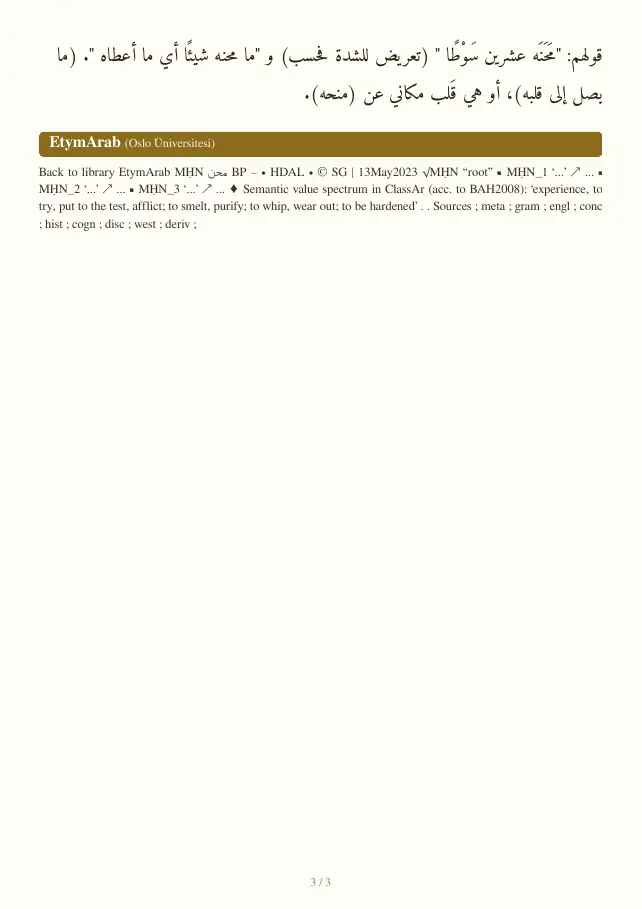 قولهم: "مَحَنَه عشرين سَوْطًا " (تعريض للشدة فحسب) و "ما محنه شيئًا أي ما أعطاه ". (ما
يصل إلى قلبه)، أو هي قَلب مكاني عن (منحه).
EtymArab (Oslo Üniversitesi)
Back to library EtymArab MḤN محن BP – • HDAL • © SG | 13May2023 √MḤN “root” ▪ MḤN_1 ‘...’ ↗ ... ▪
MḤN_2 ‘...’ ↗ ... ▪ MḤN_3 ‘...’ ↗ ... ♦ Semantic value spectrum in ClassAr (acc. to BAH2008): ‘experience, to
try, put to the test, afflict; to smelt, purify; to whip, wear out; to be hardened’ . . Sources ; meta ; gram ; engl ; conc
; hist ; cogn ; disc ; west ; deriv ;
3 / 3